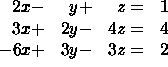 2x− y+ z = 1
3x+ 2y− 4z = 4
−6x+ 3y− 3z = 2